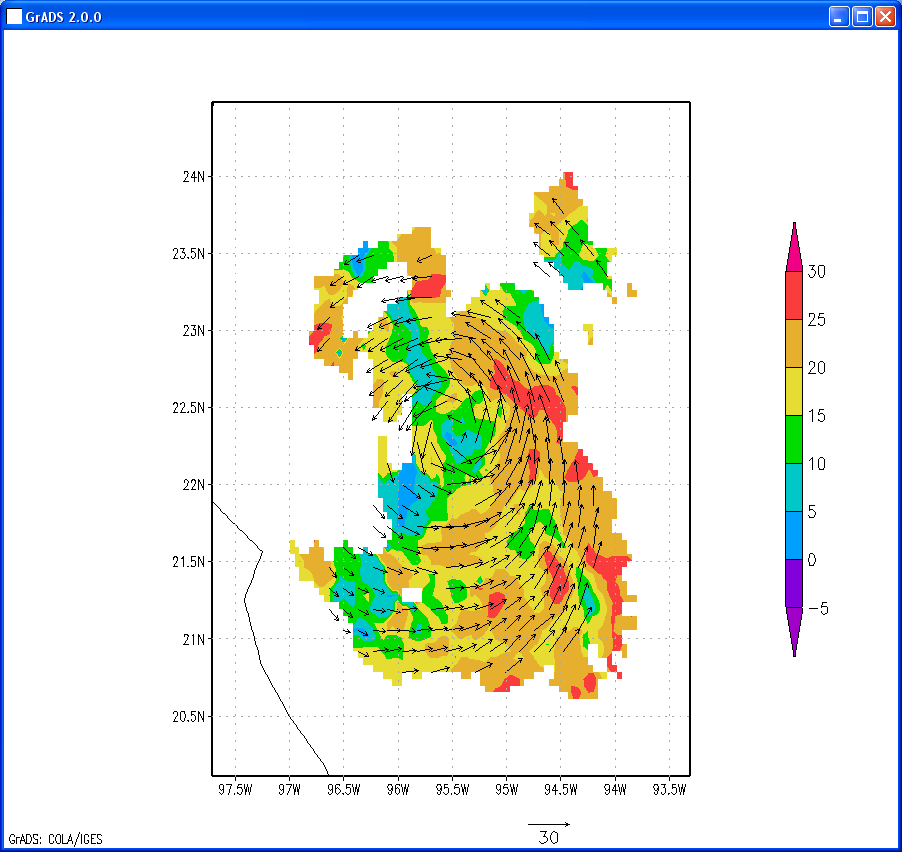 GrADS 2.0.0
24N
23.5N
23N
22.5N
22N
21.5N
21N
20.5N
97.5W 97W 96.5W 96W 95.5W 95W 94.5W 94W 93.5W
30
25
20
15
10
5
0
-5
30
GrADS: COLA/IGES